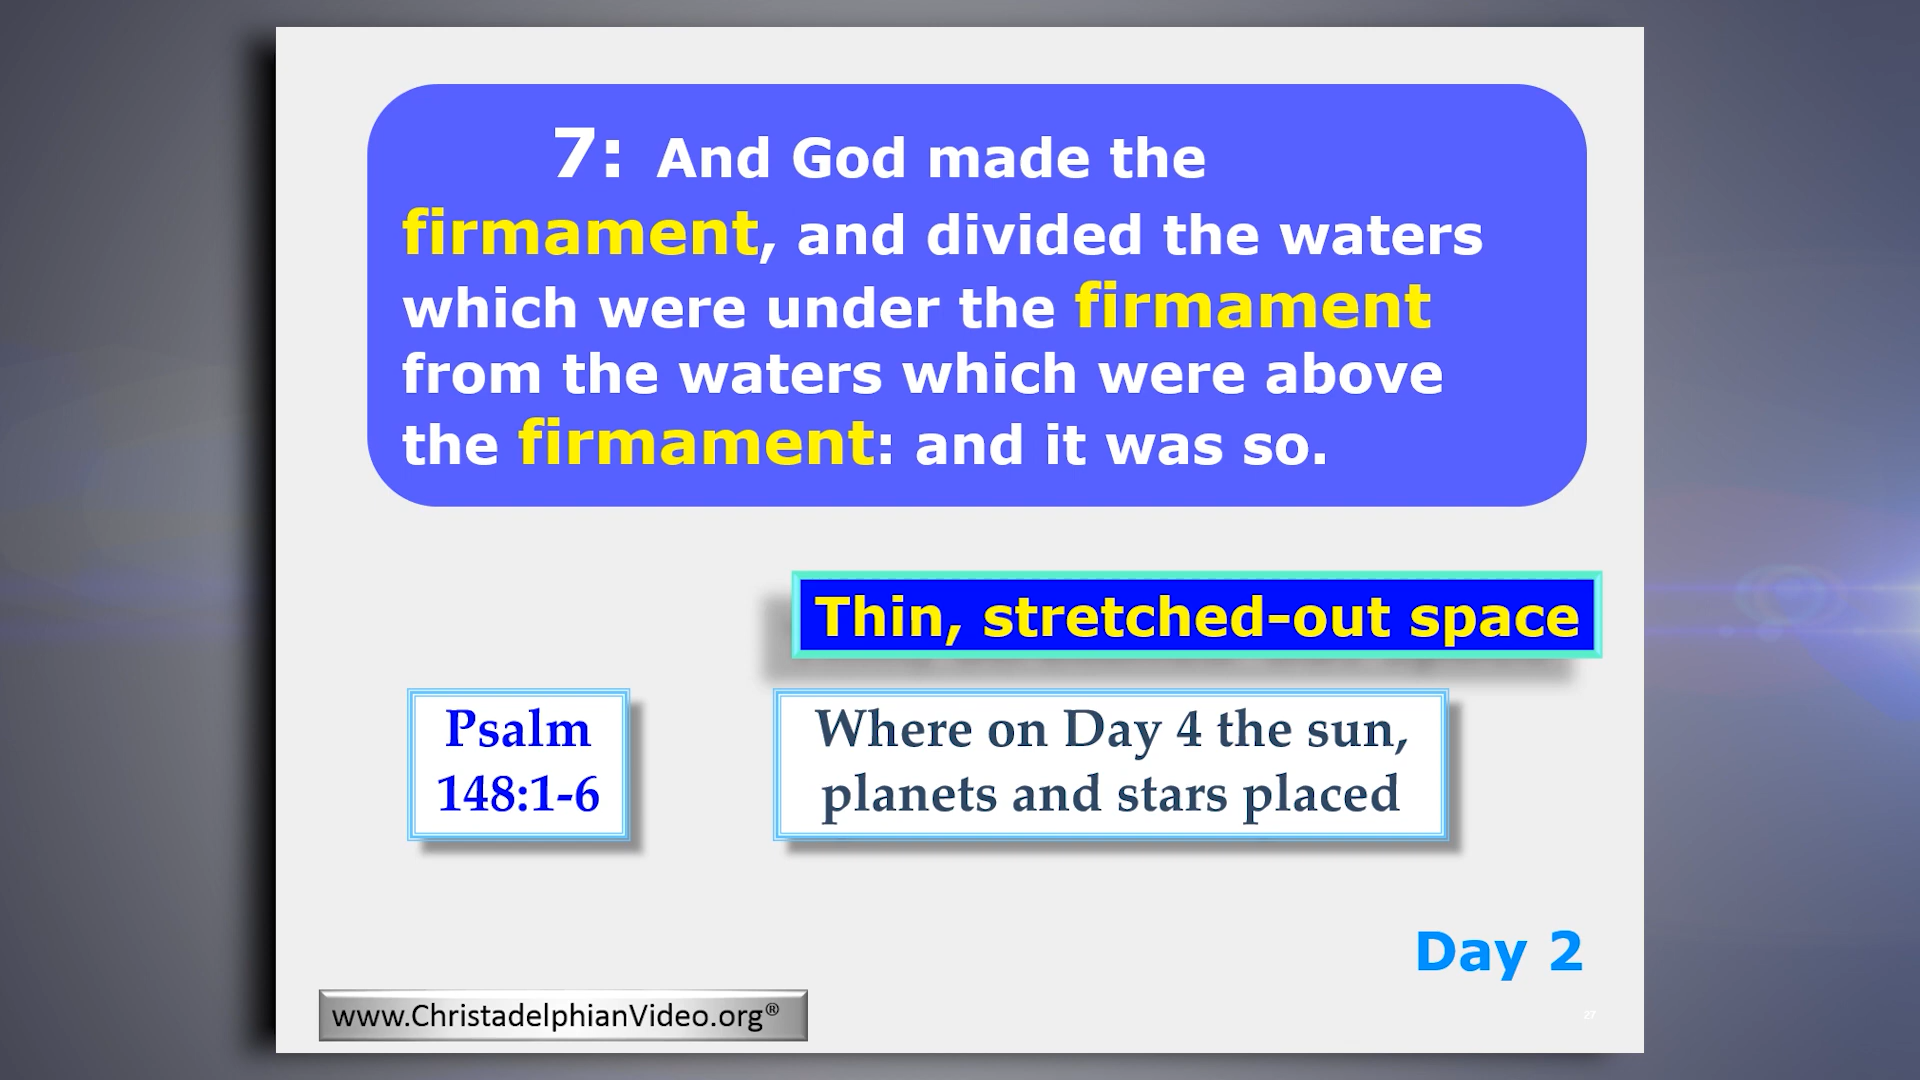 7: And God made the
firmament, and divided the waters
which were under the firmament
from the waters which were above
the firmament: and it was so.
Thin, stretched-out space
Psalm
148:1-6
Where on Day 4 the sun,
planets and stars placed
Day 2
www.ChristadelphianVideo.org®
27